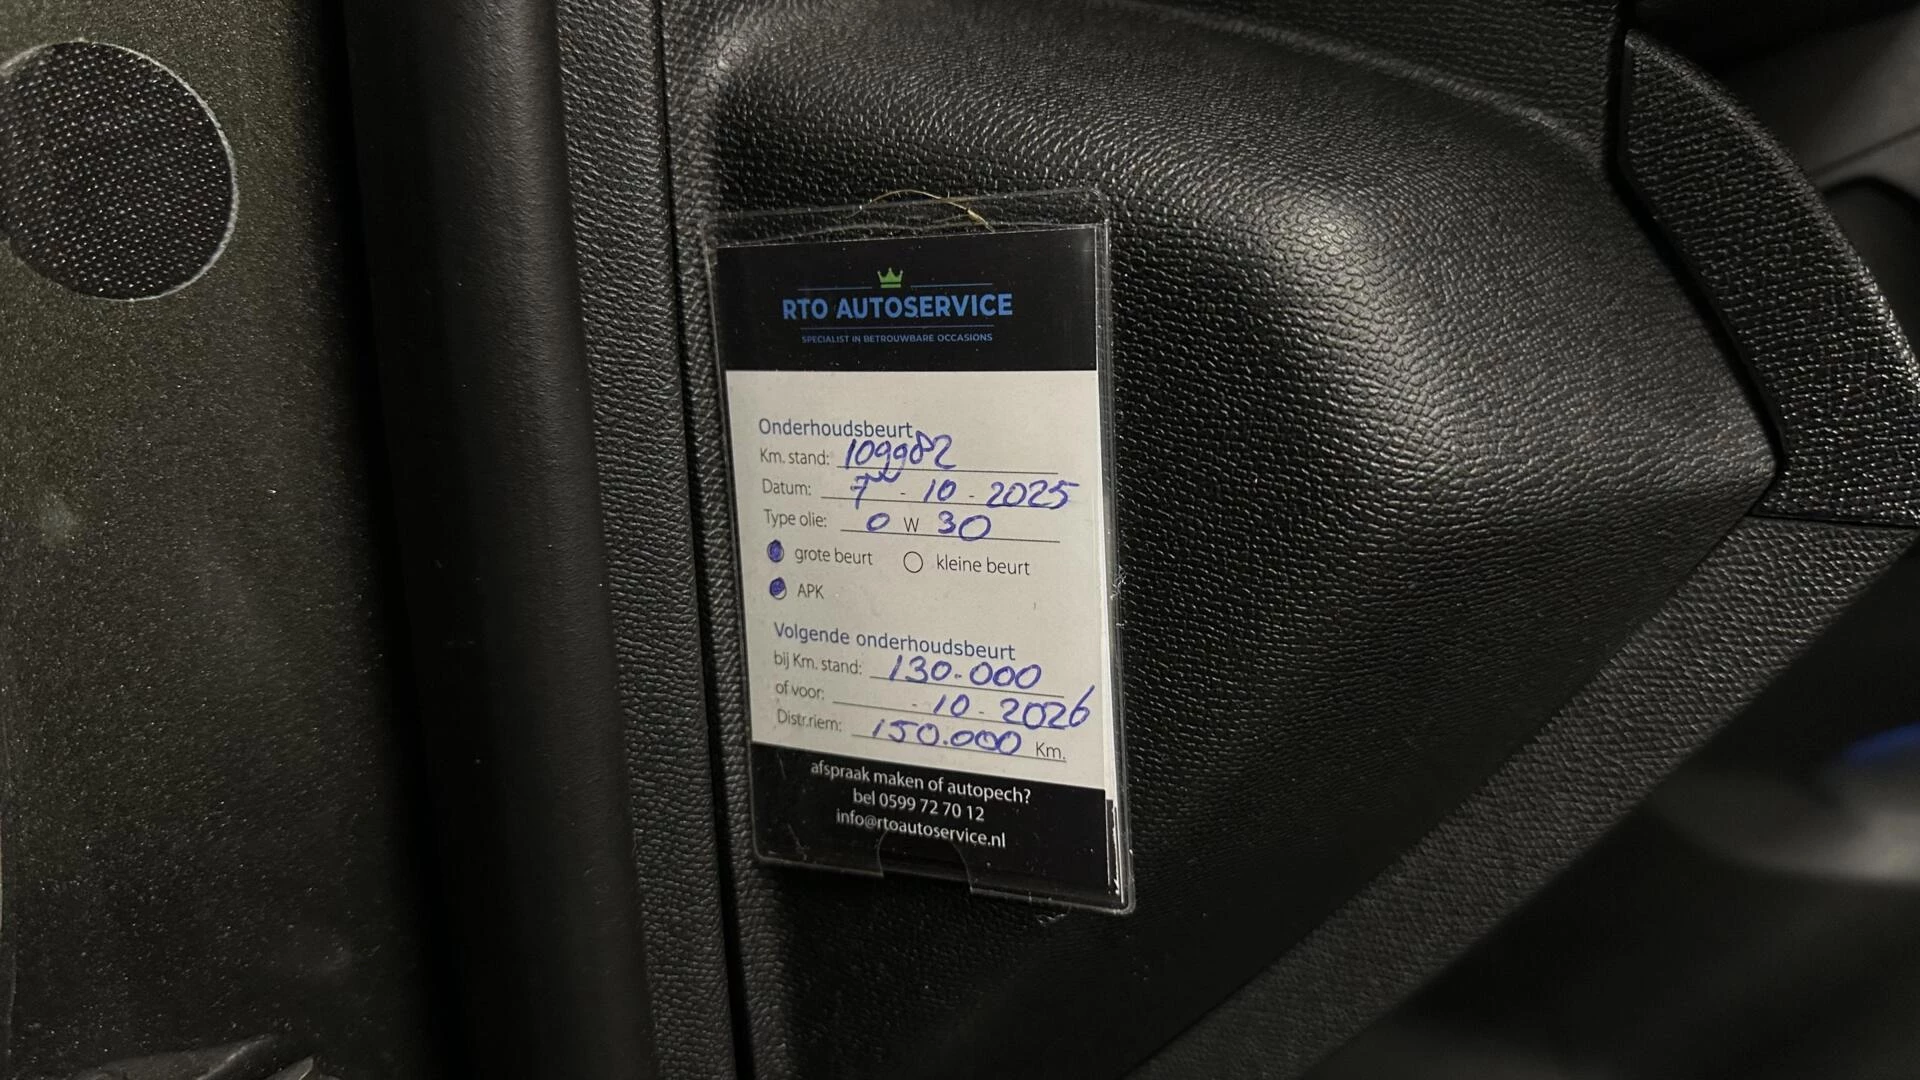 RTO AUTOSERVICE
SPECIALIST IN BETROUWBARE OCCASIONS
Onderhoudsbeurt
Km. stand: 109982
Datum: 7 - 10 - 2025
Type olie: 0 W 30
grote beurt kleine beurt
APK
Volgende onderhoudsbeurt
bij Km. stand: 130.000
of voor: - 10 - 2026
Distr.riem: 150.000 Km.
afspraak maken of autopech?
bel 0599 72 70 12
info@rtoautoservice.nl